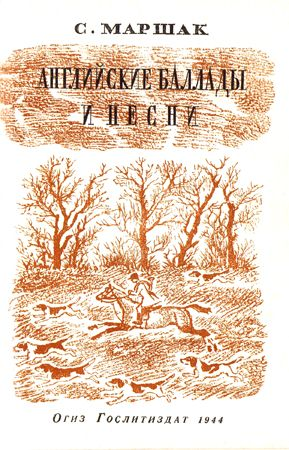 С. МАРШАК
АНГЛИЙСКИЕ БАЛЛАДЫ
И ПЕСНИ
ОГИЗ ГОСЛИТИЗДАТ 1944